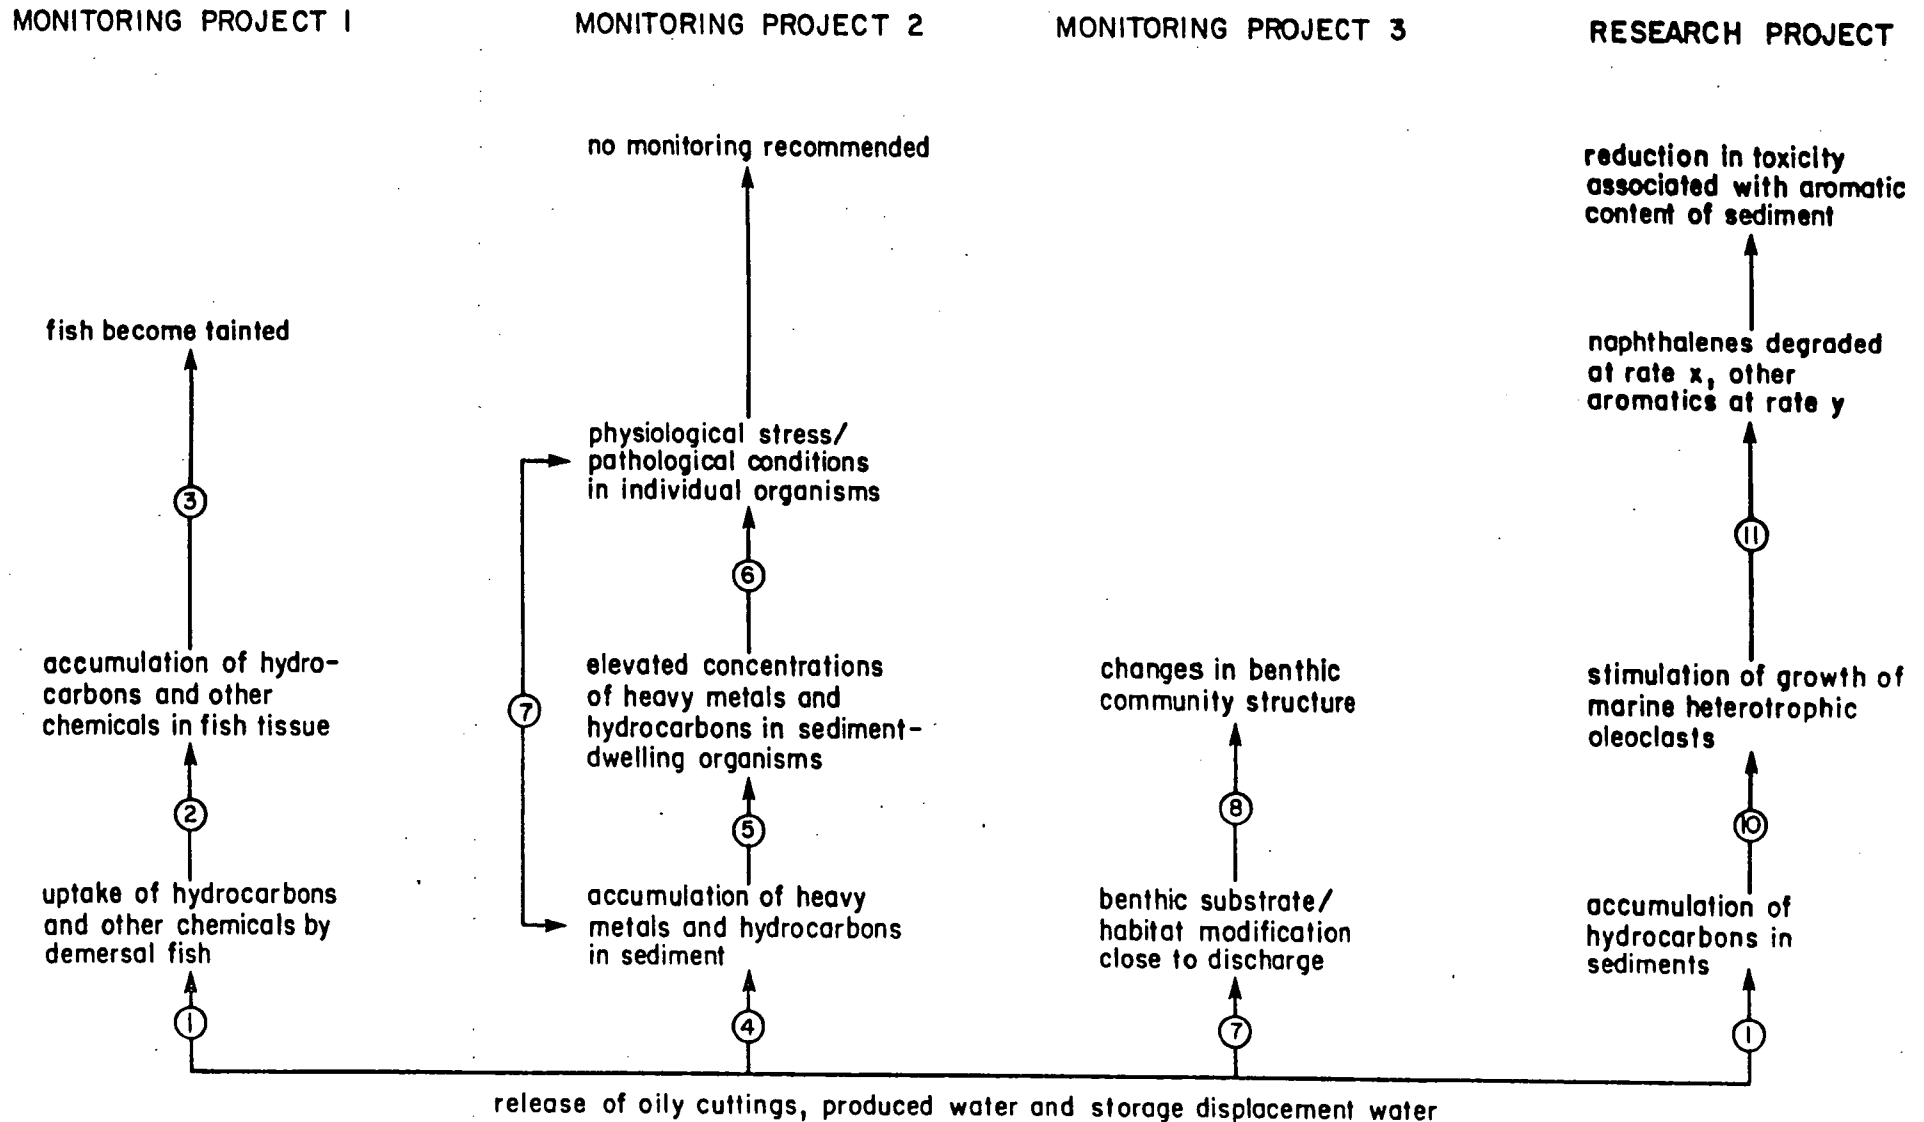 MONITORING PROJECT 1
MONITORING PROJECT 2
MONITORING PROJECT 3
RESEARCH PROJECT
fish become tainted
3
accumulation of hydro-
carbons and other
chemicals in fish tissue
2
uptake of hydrocarbons
and other chemicals by
demersal fish
1
no monitoring recommended
physiological stress/
pathological conditions
in individual organisms
6
7
elevated concentrations
of heavy metals and
hydrocarbons in sediment-
dwelling organisms
5
accumulation of heavy
metals and hydrocarbons
in sediment
4
changes in benthic
community structure
8
benthic substrate/
habitat modification
close to discharge
7
reduction in toxicity
associated with aromatic
content of sediment
naphthalenes degraded
at rate x, other
aromatics at rate y
11
stimulation of growth of
marine heterotrophic
oleoclasts
10
accumulation of
hydrocarbons in
sediments
1
release of oily cuttings, produced water and storage displacement water